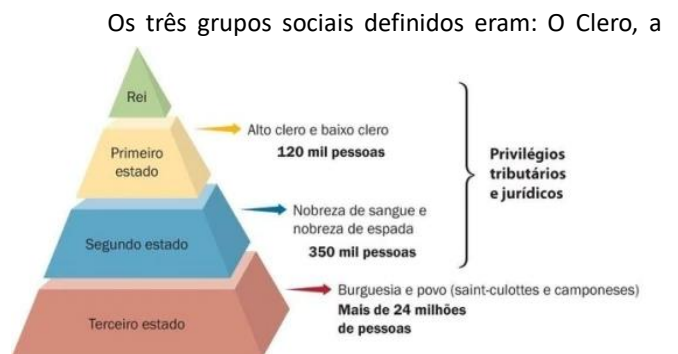 Os três grupos sociais definidos eram: O Clero, a
Rei
Alto clero e baixo clero
120 mil pessoas
Primeiro
estado
Privilégios
tributários
e jurídicos
Nobreza de sangue e
nobreza de espada
350 mil pessoas
Segundo estado
Burguesia e povo (saint-culottes e camponeses)
Mais de 24 milhões
de pessoas
Terceiro estado